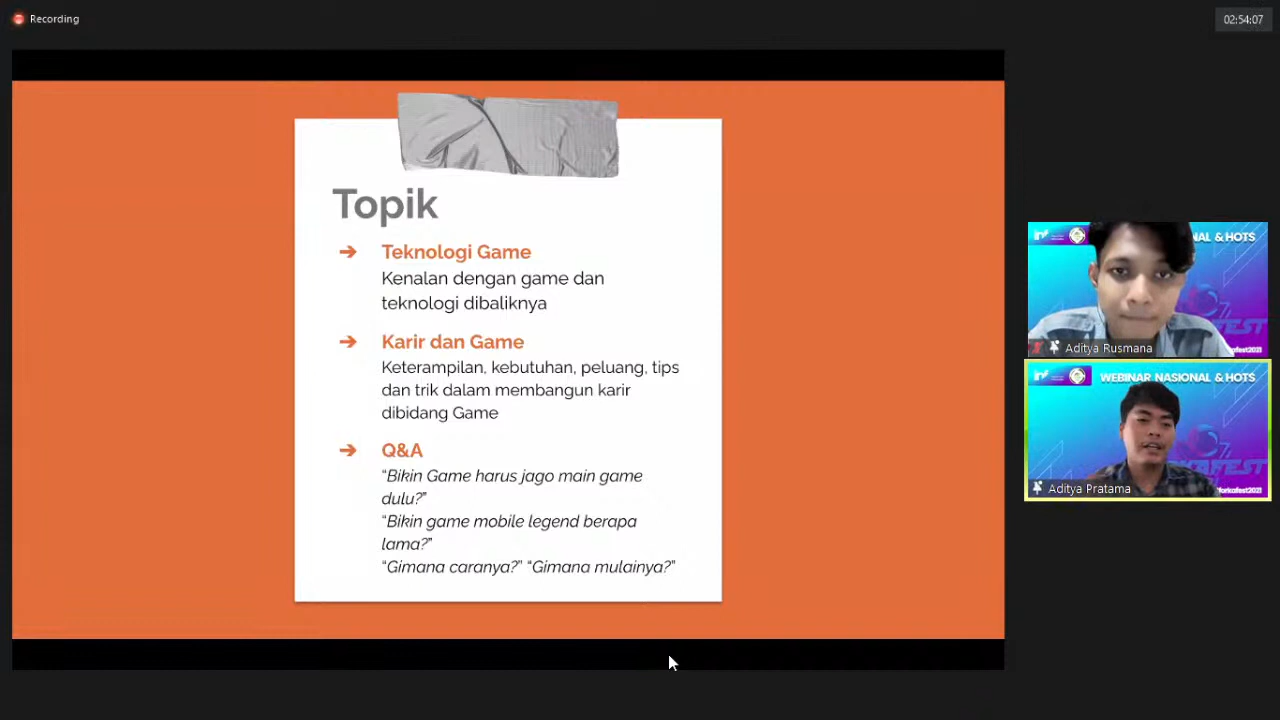 Recording
02:54:07
Topik
➔ Teknologi Game
Kenalan dengan game dan
teknologi dibaliknya
➔ Karir dan Game
Keterampilan, kebutuhan, peluang, tips
dan trik dalam membangun karir
dibidang Game
➔ Q&A
“Bikin Game harus jago main game
dulu?”
“Bikin game mobile legend berapa
lama?”
“Gimana caranya?” “Gimana mulainya?”
NAL & HOTS
Aditya Rusmana
WEBINAR NASIONAL & HOTS
Aditya Pratama